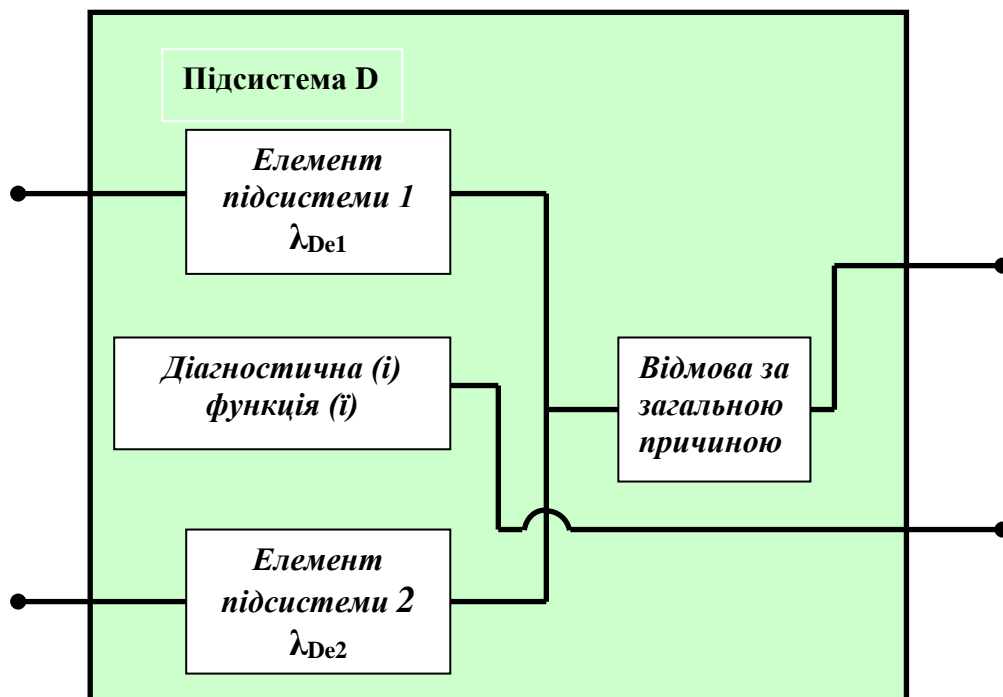 Підсистема D
Елемент
підсистеми 1
λDe1
Діагностична (і)
функція (ї)
Відмова за
загальною
причиною
Елемент
підсистеми 2
λDe2